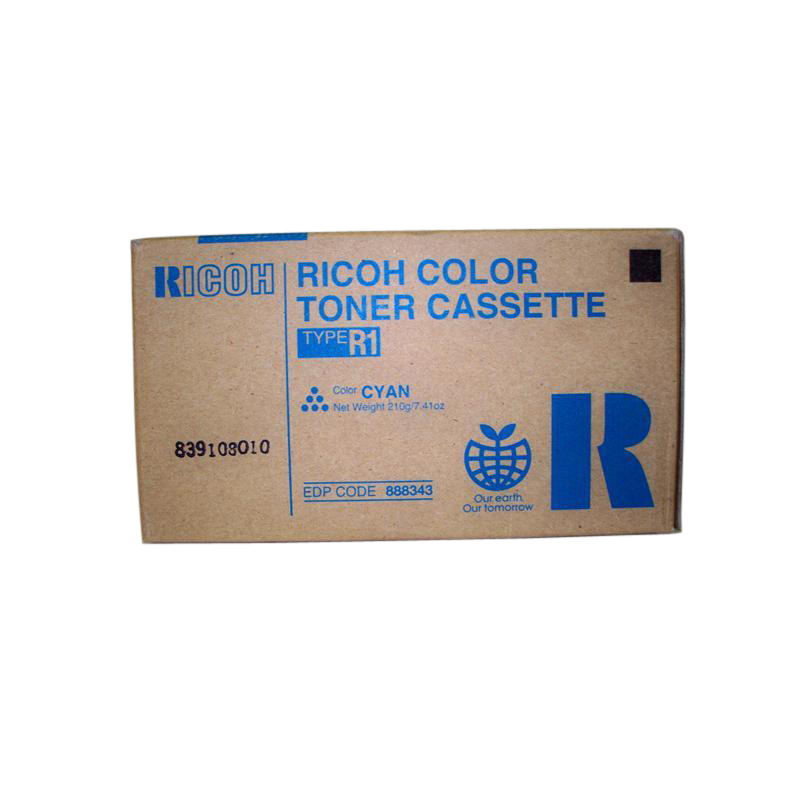 RICOH
RICOH COLOR
TONER CASSETTE
TYPE R1
Color CYAN
Net Weight 210g/7.41oz
839108010
EDP CODE 888343
Our earth,
Our tomorrow
R